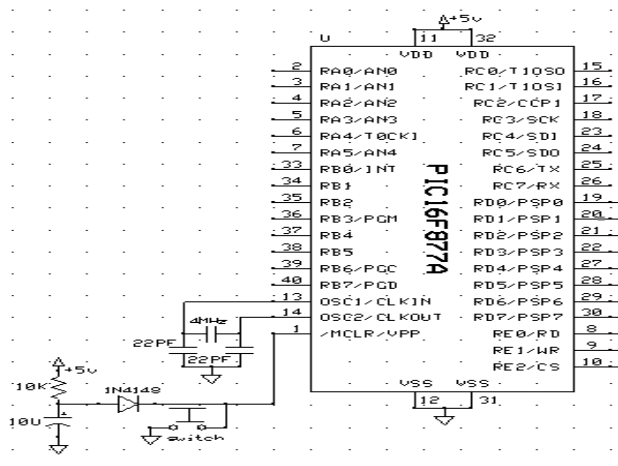 +5v
U
11 32
VDD VDD
2 RA0/AN0 RC0/T1OSO 15
3 RA1/AN1 RC1/T1OSI 16
4 RA2/AN2 RC2/CCP1 17
5 RA3/AN3 RC3/SCK 18
6 RA4/T0CKI RC4/SDI 23
7 RA5/AN4 RC5/SDO 24
33 RB0/INT RC6/TX 25
34 RB1 RC7/RX 26
35 RB2 RD0/PSP0 19
36 RB3/PGM RD1/PSP1 20
37 RB4 RD2/PSP2 21
38 RB5 RD3/PSP3 22
39 RB6/PGC RD4/PSP4 27
40 RB7/PGD RD5/PSP5 28
13 OSC1/CLKIN RD6/PSP6 29
14 OSC2/CLKOUT RD7/PSP7 30
1 /MCLR/VPP RE0/RD 8
RE1/WR 9
RE2/CS 10
PIC16F877A
VSS VSS
12 31
4MHz
22PF 22PF
+5v
10K
1N4148
10U
switch